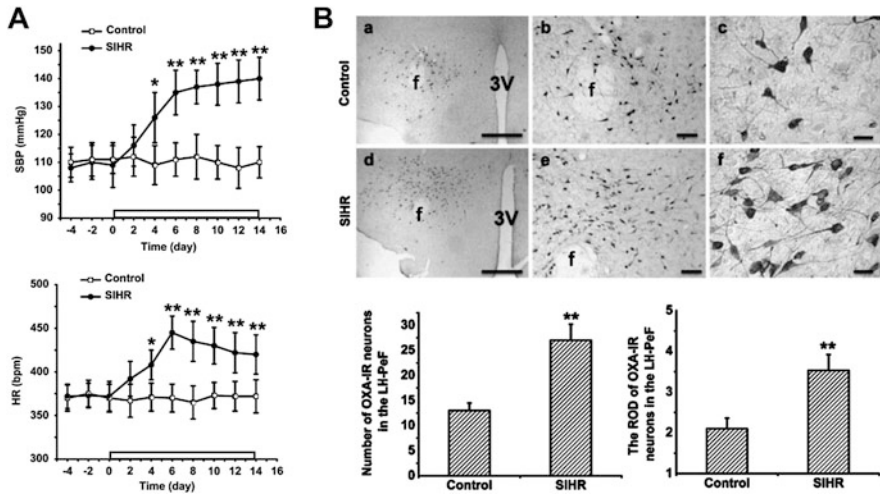 A
Control
SIHR
SBP (mmHg)
150
140
130
120
110
100
90
* ** ** ** ** **
-4 -2 0 2 4 6 8 10 12 14 16
Time (day)
Control
SIHR
HR (bpm)
500
450
400
350
300
* ** ** ** ** **
-4 -2 0 2 4 6 8 10 12 14 16
Time (day)
B
Control
a
f
3V
b
f
c
SIHR
d
f
3V
e
f
f
Number of OXA-IR neurons
in the LH-PeF
30
25
20
15
10
5
0
**
Control SIHR
The ROD of OXA-IR
neurons in the LH-PeF
5
4
3
2
1
**
Control SIHR